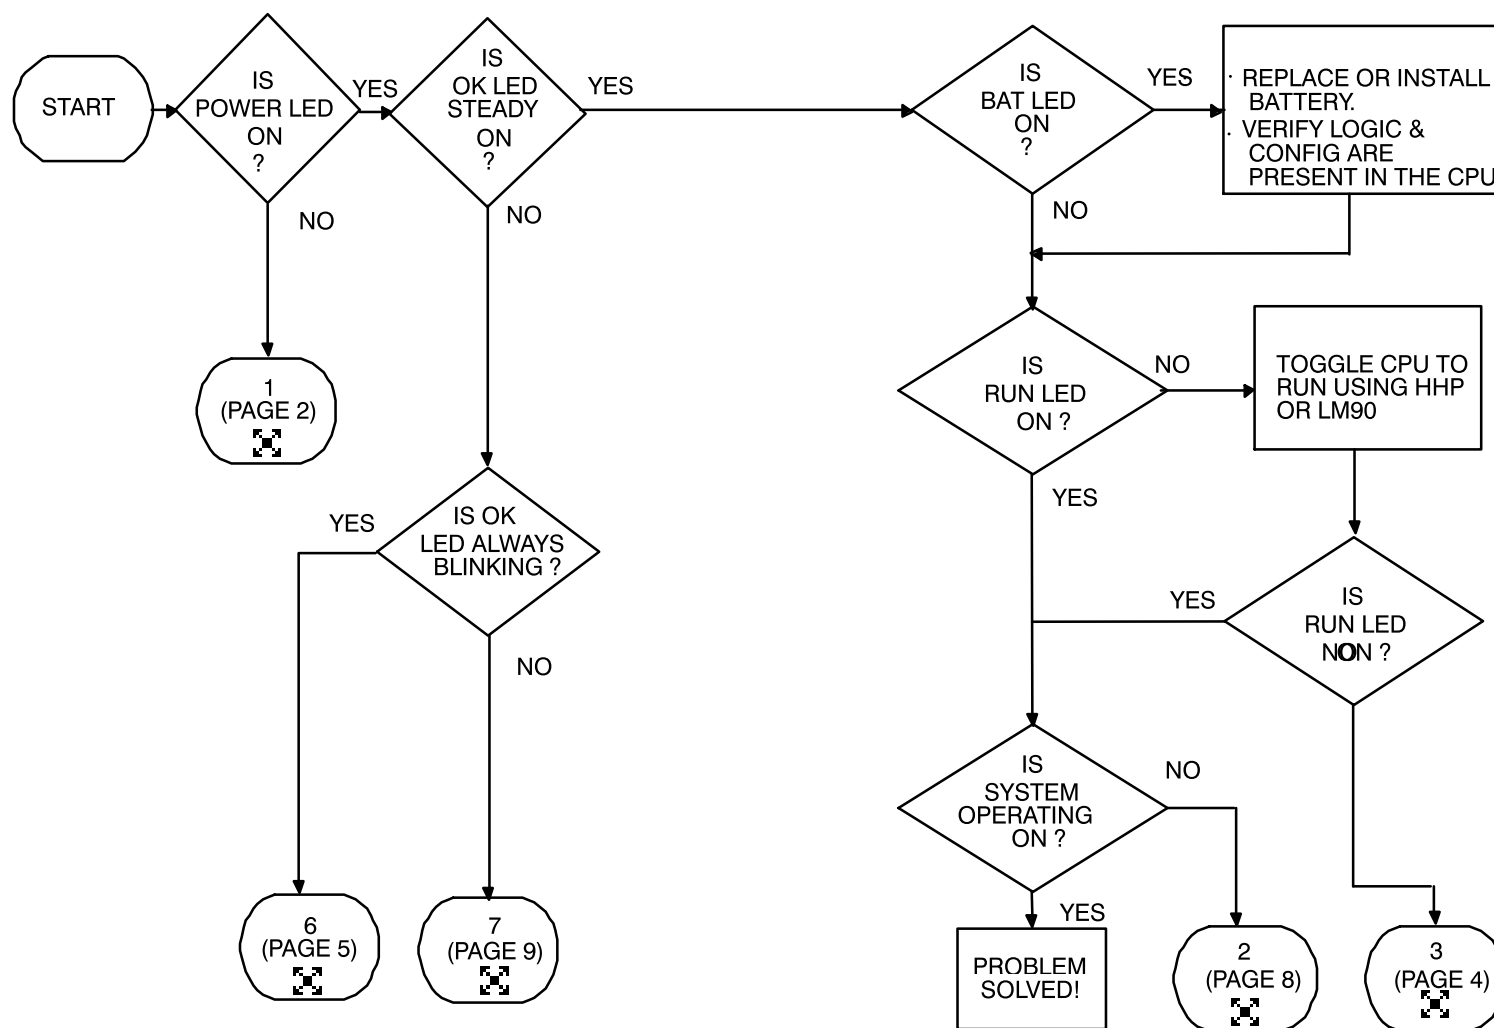 START
IS
POWER LED
ON
?
YES
NO
1
(PAGE 2)
IS
OK LED
STEADY
ON
?
YES
NO
IS OK
LED ALWAYS
BLINKING ?
YES
NO
6
(PAGE 5)
7
(PAGE 9)
IS
BAT LED
ON
?
YES
NO
· REPLACE OR INSTALL
BATTERY.
· VERIFY LOGIC &
CONFIG ARE
PRESENT IN THE CPU
IS
RUN LED
ON ?
NO
YES
TOGGLE CPU TO
RUN USING HHP
OR LM90
IS
RUN LED
NON ?
YES
IS
SYSTEM
OPERATING
ON ?
NO
YES
PROBLEM
SOLVED!
2
(PAGE 8)
3
(PAGE 4)